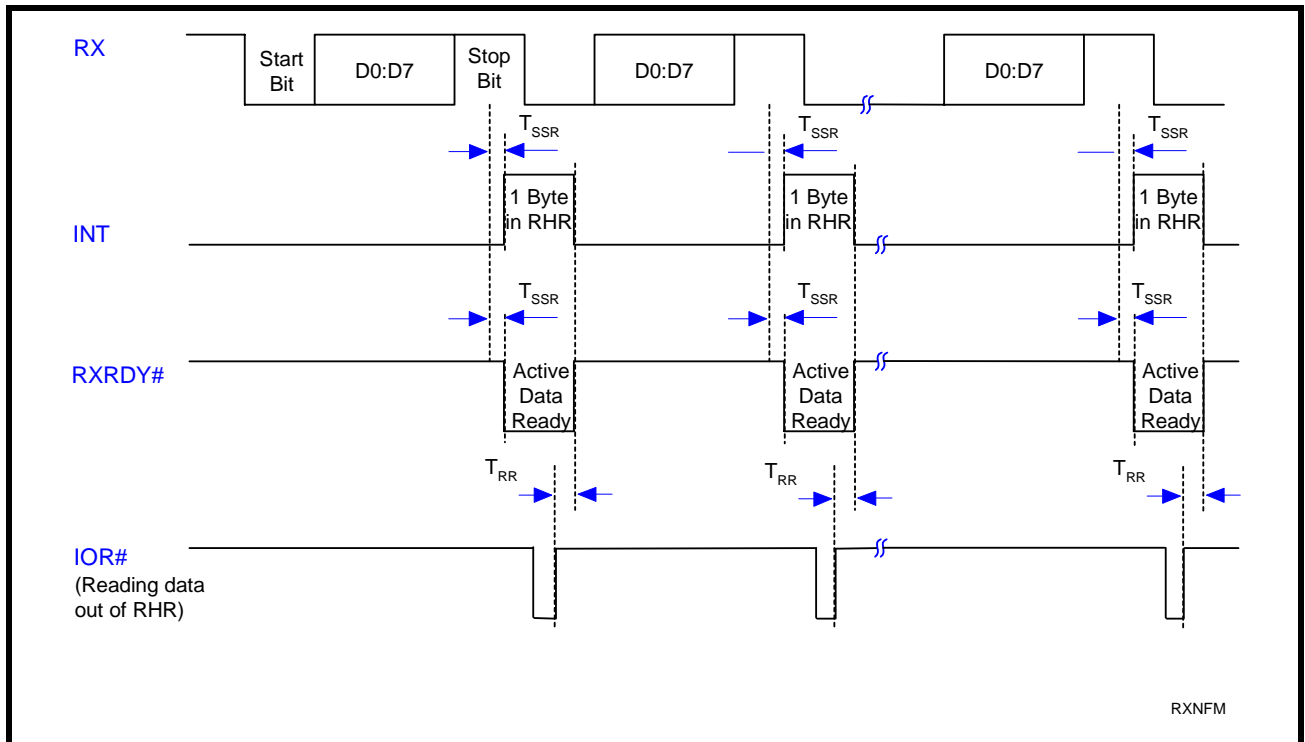 RX
Start
Bit
D0:D7
Stop
Bit
D0:D7
D0:D7
TSSR
TSSR
TSSR
INT
1 Byte
in RHR
1 Byte
in RHR
1 Byte
in RHR
TSSR
TSSR
TSSR
RXRDY#
Active
Data
Ready
Active
Data
Ready
Active
Data
Ready
TRR
TRR
TRR
IOR#
(Reading data
out of RHR)
RXNFM